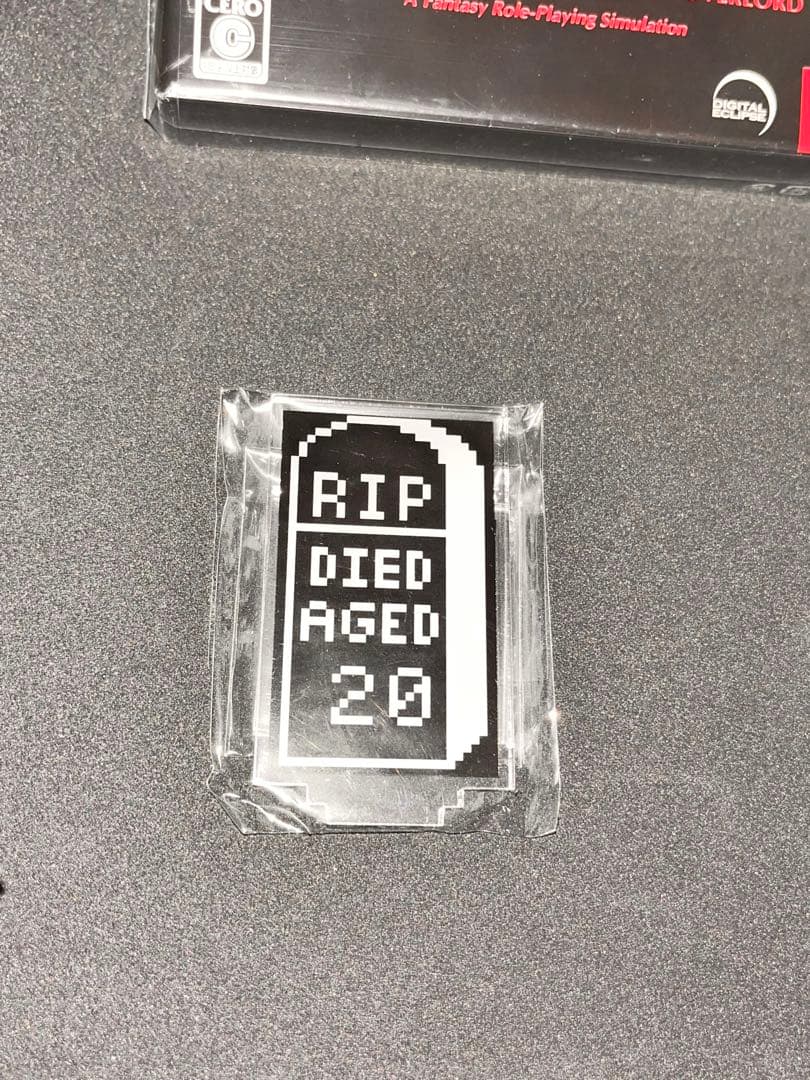 A Fantasy Role-Playing Simulation
CERO
C
DIGITAL
ECLIPSE
RIP
DIED
AGED
20